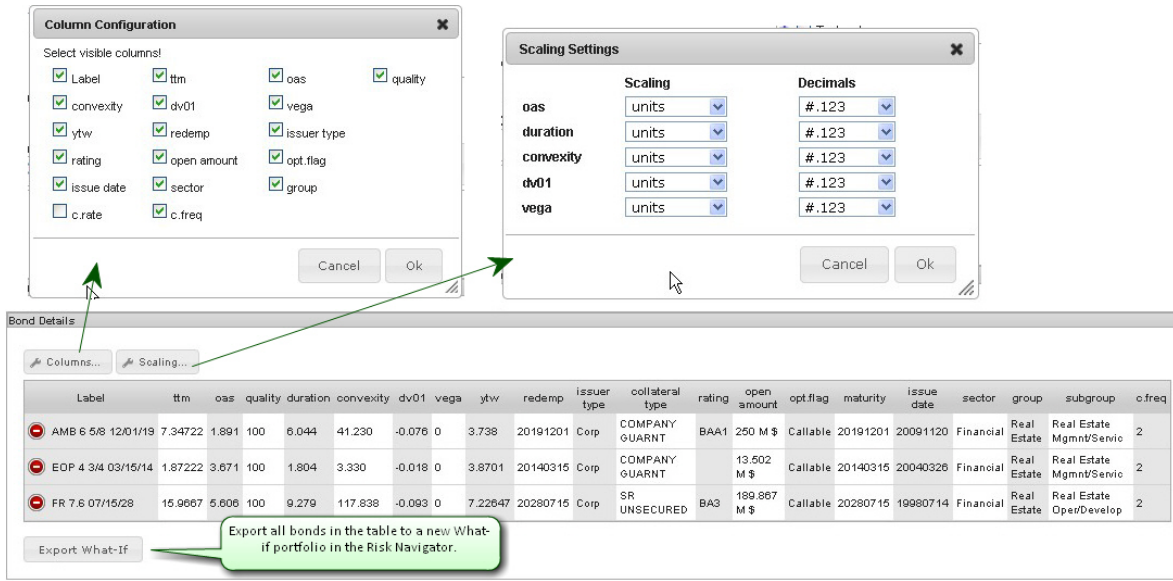 Column Configuration
Select visible columns!
Label ttm oas quality
convexity dv01 vega
ytw redemp issuer type
rating open amount opt.flag
issue date sector group
c.rate c.freq
Cancel Ok
Scaling Settings
Scaling Decimals
oas units #.123
duration units #.123
convexity units #.123
dv01 units #.123
vega units #.123
Cancel Ok
Bond Details
Columns... Scaling...
Label ttm oas quality duration convexity dv01 vega ytw redemp issuer type collateral type rating open amount opt.flag maturity issue date sector group subgroup c.freq
AMB 6 5/8 12/01/19 7.34722 1.891 100 6.044 41.230 -0.076 0 3.738 20191201 Corp COMPANY GUARNT BAA1 250 M $ Callable 20191201 20091120 Financial Real Estate Real Estate Mgmnt/Servic 2
EOP 4 3/4 03/15/14 1.87222 3.671 100 1.804 3.330 -0.018 0 3.8701 20140315 Corp COMPANY GUARNT 13.502 M $ Callable 20140315 20040326 Financial Real Estate Real Estate Mgmnt/Servic 2
FR 7.6 07/15/28 15.9667 5.606 100 9.279 117.838 -0.093 0 7.22647 20280715 Corp SR UNSECURED BA3 189.867 M $ Callable 20280715 19980714 Financial Real Estate Real Estate Oper/Develop 2
Export What-If
Export all bonds in the table to a new What-
if portfolio in the Risk Navigator.